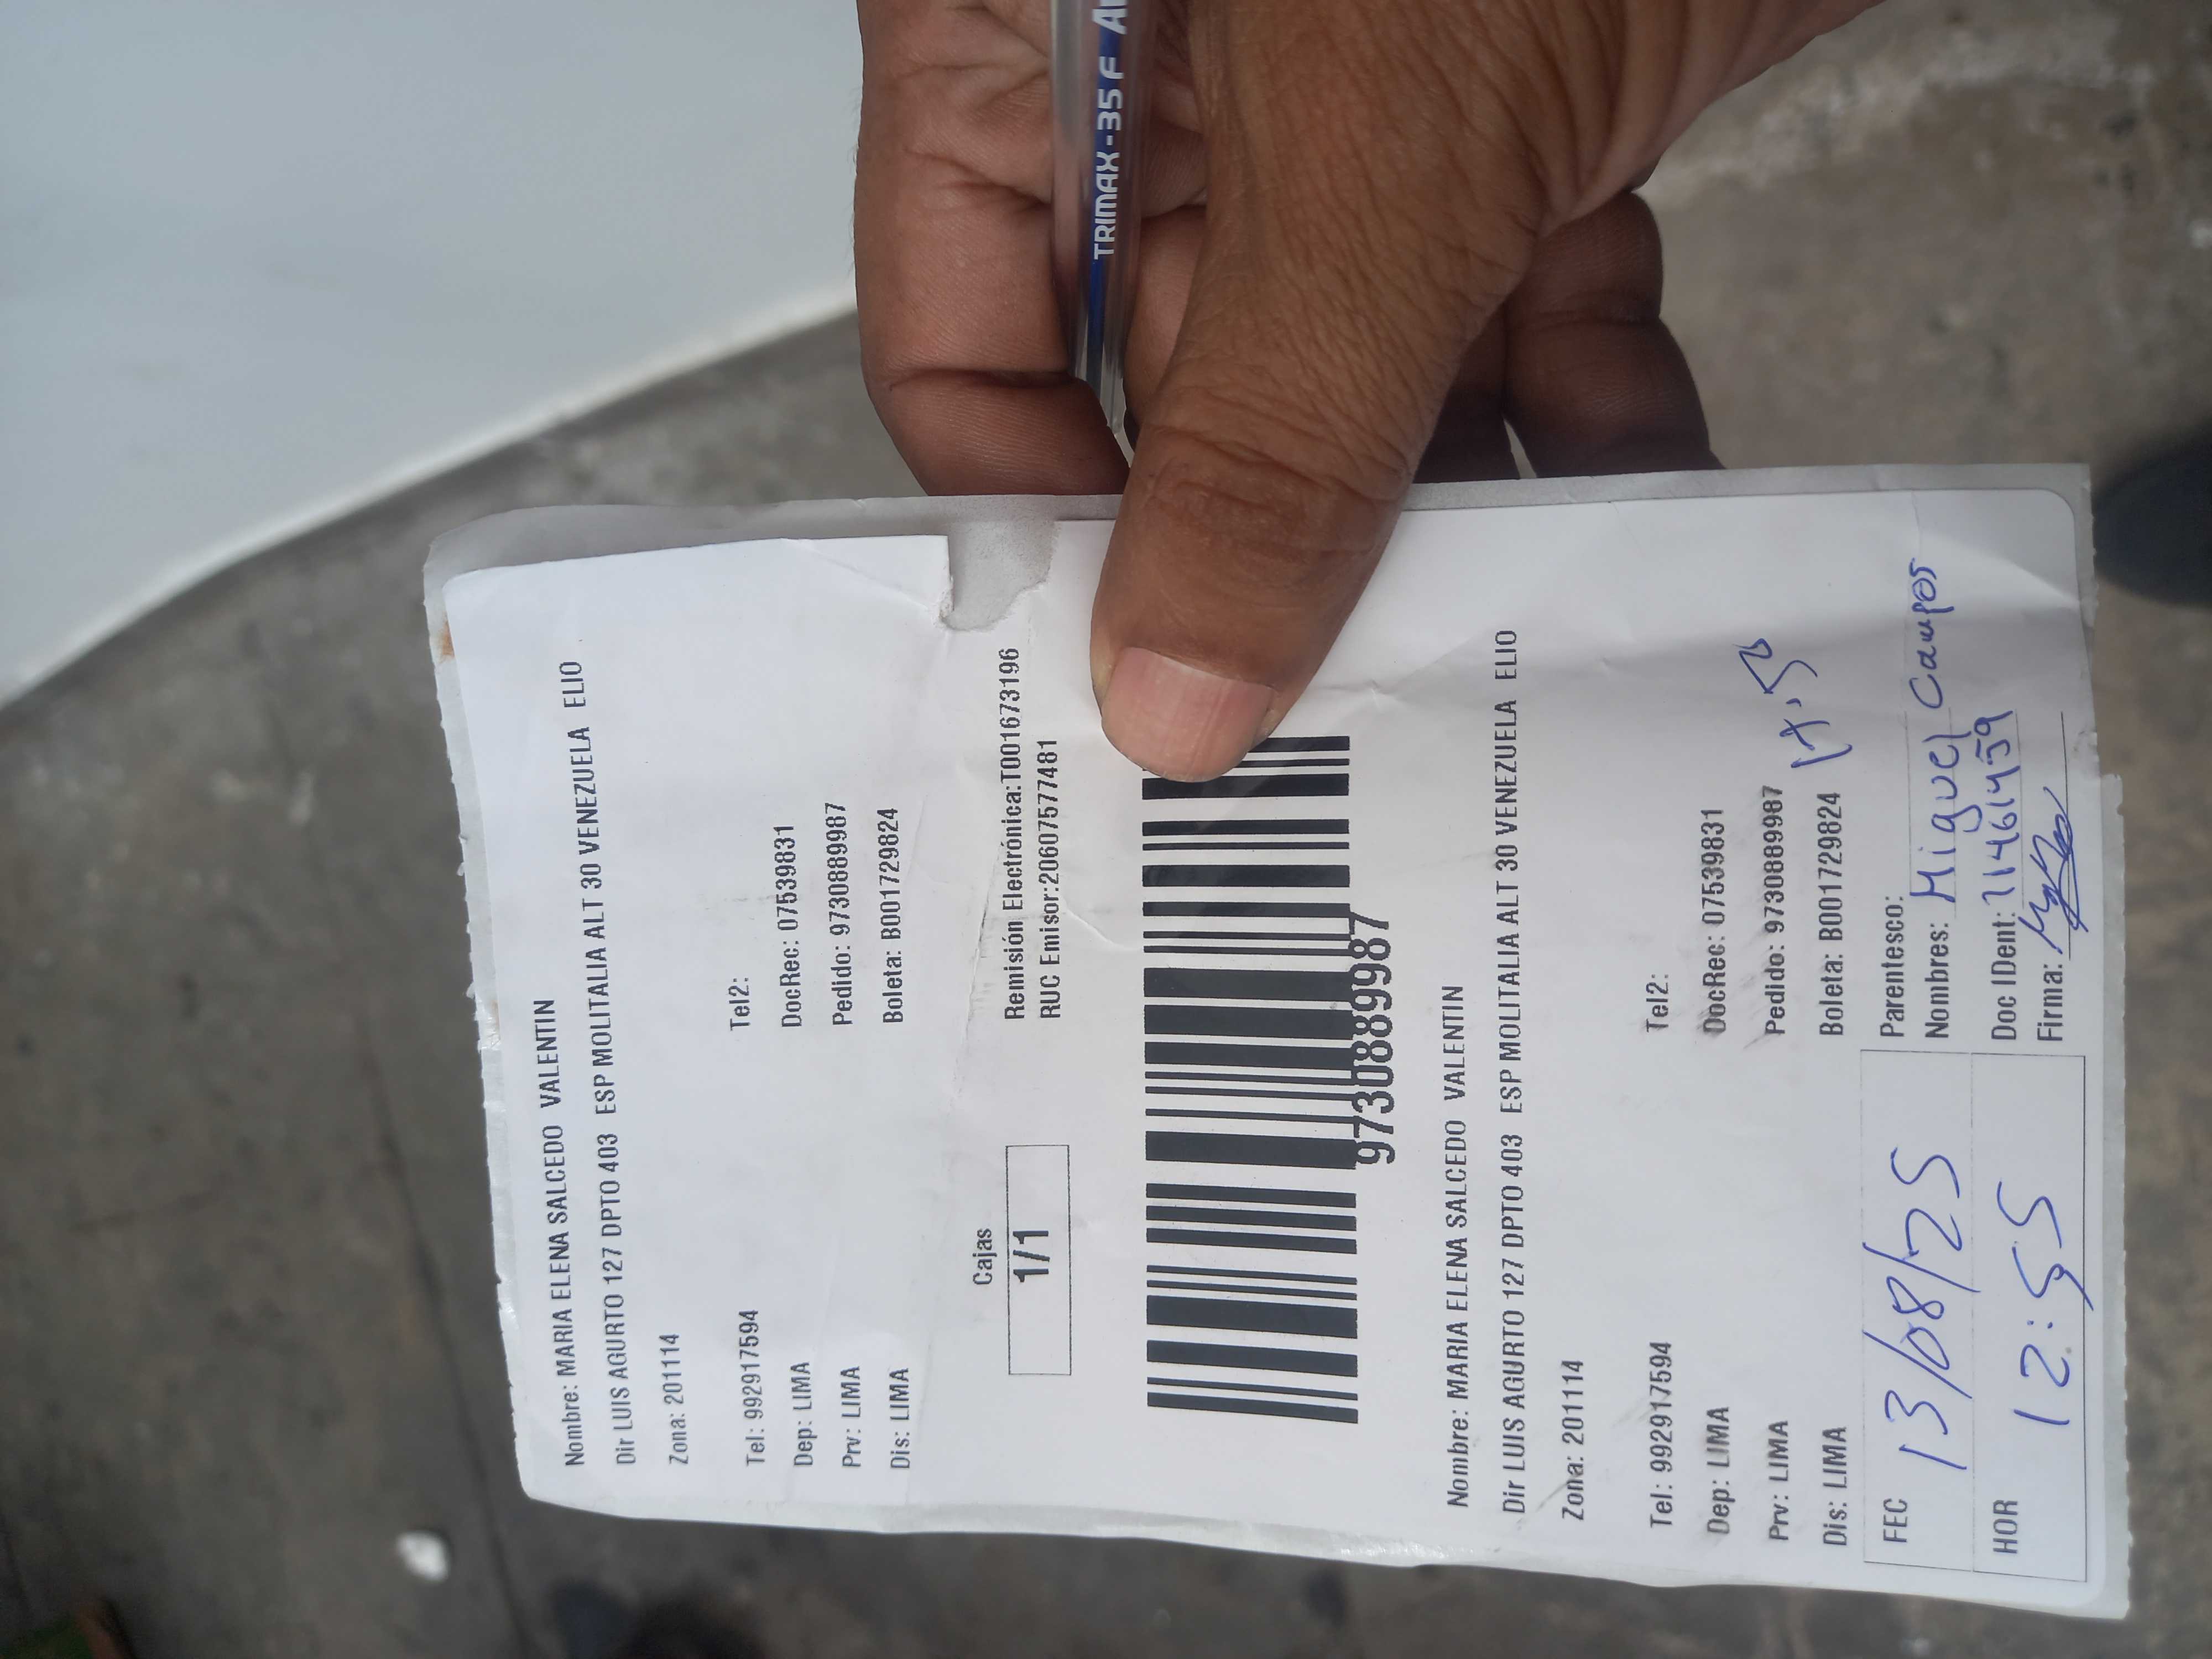 TRIMAX-35 F
Nombre: MARIA ELENA SALCEDO VALENTIN
Dir LUIS AGURTO 127 DPTO 403 ESP MOLITALIA ALT 30 VENEZUELA ELIO
Zona: 201114
Tel: 992917594 Tel2:
Dep: LIMA DocRec: 07539831
Prv: LIMA Pedido: 9730889987
Dis: LIMA Boleta: B001729824
Cajas
1/1
Remisión Electrónica:T001673196
RUC Emisor:20607577481
9730889987
Nombre: MARIA ELENA SALCEDO VALENTIN
Dir LUIS AGURTO 127 DPTO 403 ESP MOLITALIA ALT 30 VENEZUELA ELIO
Zona: 201114
Tel: 992917594 Tel2:
Dep: LIMA DocRec: 07539831
Prv: LIMA Pedido: 9730889987
Dis: LIMA Boleta: B001729824
FEC 13/08/25
HOR 12:55
Parentesco:
Nombres: Miguel Campos
Doc IDent: 71461459
Firma: